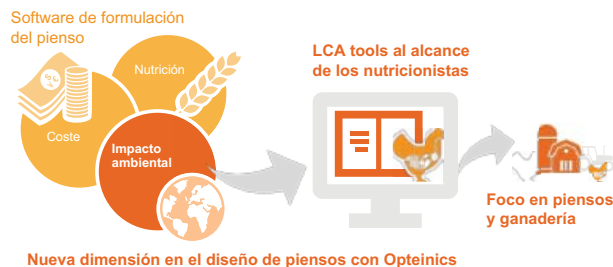 Software de formulación
del pienso
Nutrición
Coste
Impacto
ambiental
LCA tools al alcance
de los nutricionistas
Foco en piensos
y ganadería
Nueva dimensión en el diseño de piensos con Opteinics